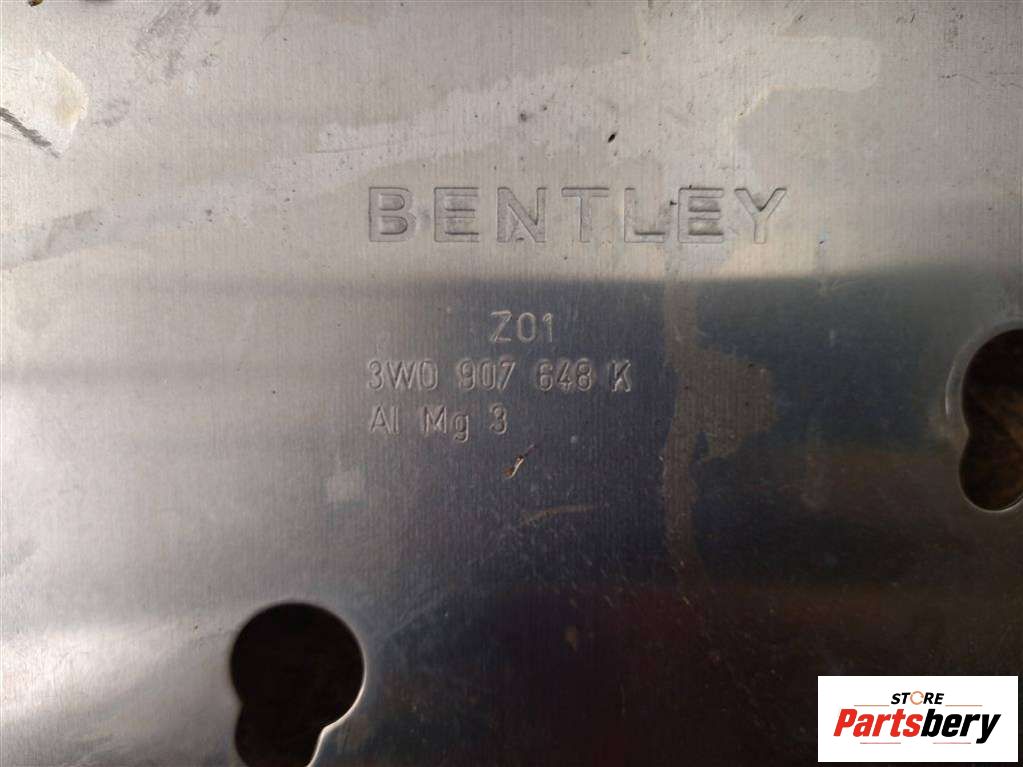 BENTLEY
Z01
3W0 907 648 K
Al Mg 3
STORE
Partsbery